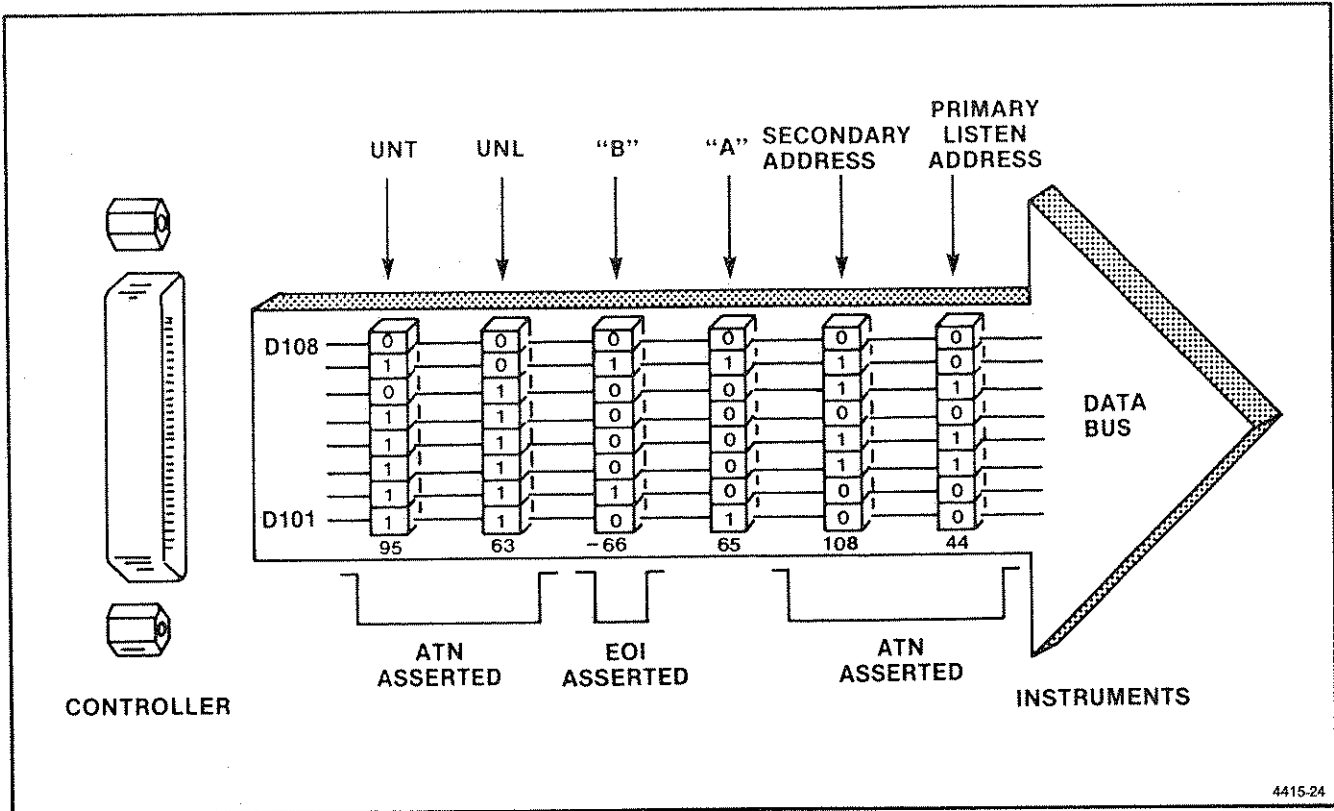 UNT UNL "B" "A" SECONDARY ADDRESS PRIMARY LISTEN ADDRESS
D108 0 0 0 0 0 0
1 0 1 1 1 0
0 1 0 0 1 1
1 1 0 0 0 0
1 1 0 0 1 1
1 1 0 0 1 1
1 1 1 0 0 0
D101 1 1 0 1 0 0
95 63 -66 65 108 44
DATA
BUS
ATN
ASSERTED
EOI
ASSERTED
ATN
ASSERTED
CONTROLLER
INSTRUMENTS
4415-24